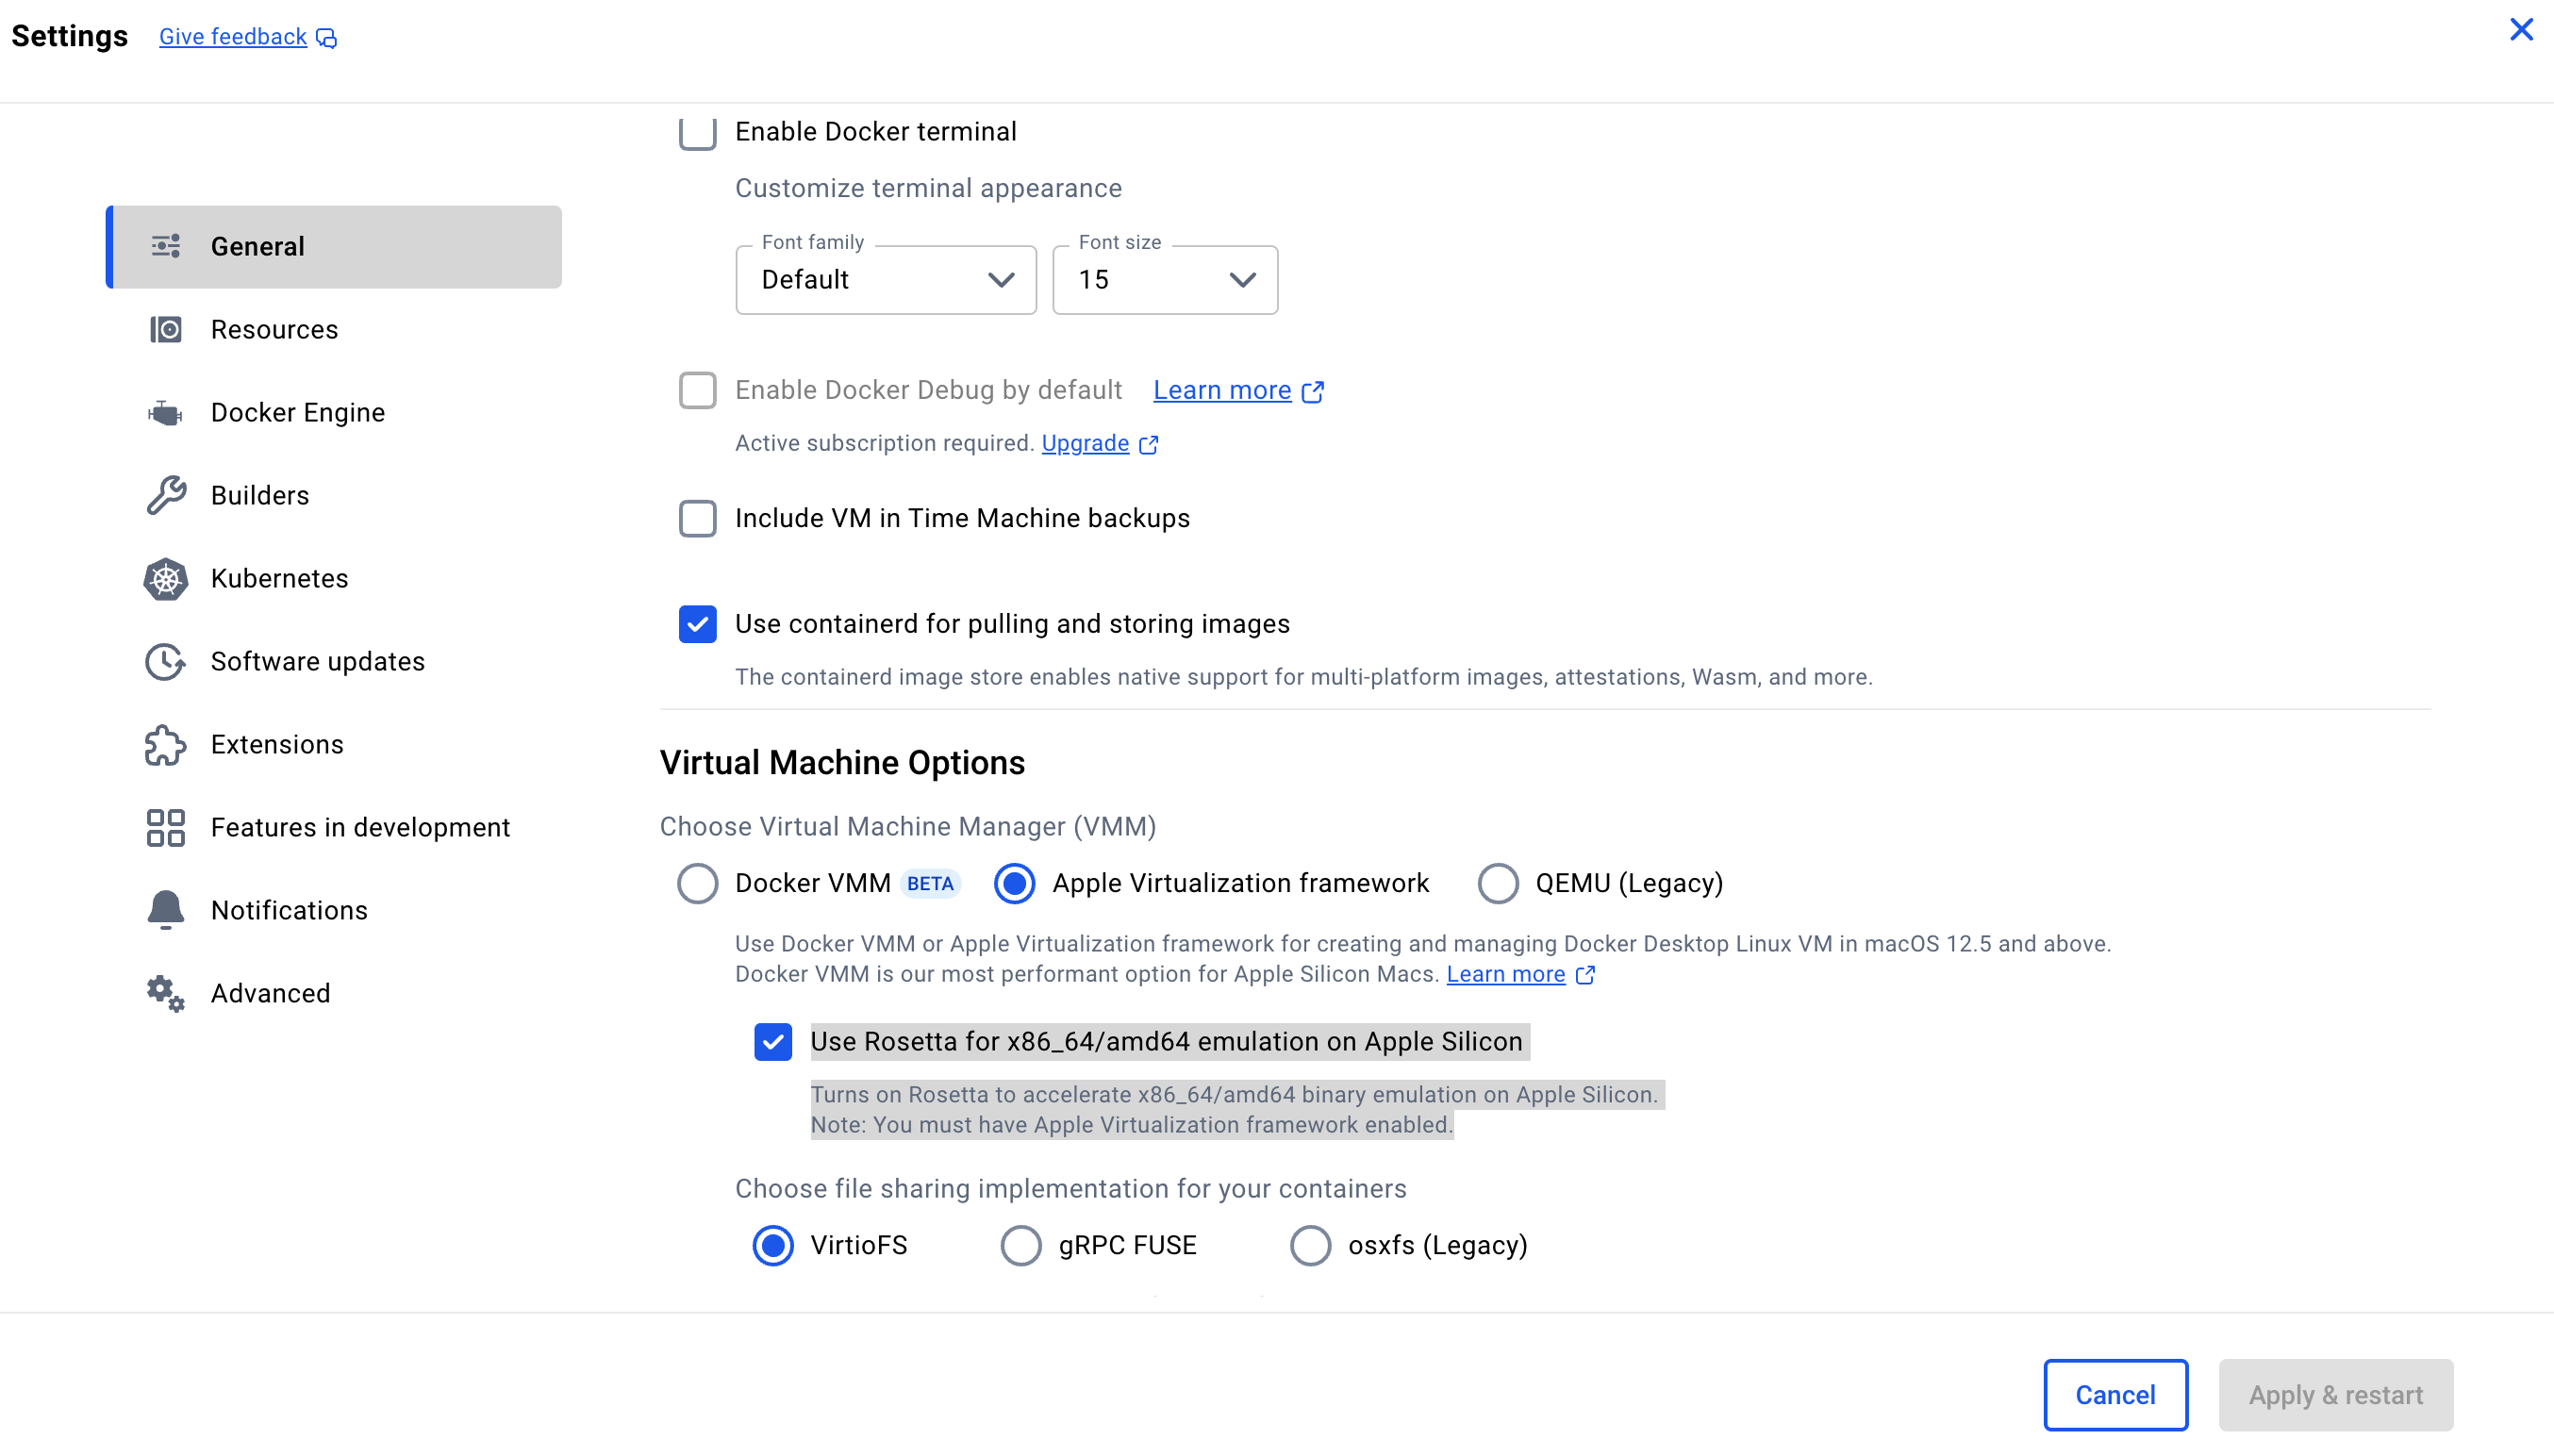 Settings
Give feedback
General
Resources
Docker Engine
Builders
Kubernetes
Software updates
Extensions
Features in development
Notifications
Advanced
Enable Docker terminal
Customize terminal appearance
Font family
Default
Font size
15
Enable Docker Debug by default Learn more
Active subscription required. Upgrade
Include VM in Time Machine backups
Use containerd for pulling and storing images
The containerd image store enables native support for multi-platform images, attestations, Wasm, and more.
Virtual Machine Options
Choose Virtual Machine Manager (VMM)
Docker VMM BETA Apple Virtualization framework QEMU (Legacy)
Use Docker VMM or Apple Virtualization framework for creating and managing Docker Desktop Linux VM in macOS 12.5 and above.
Docker VMM is our most performant option for Apple Silicon Macs. Learn more
Use Rosetta for x86_64/amd64 emulation on Apple Silicon
Turns on Rosetta to accelerate x86_64/amd64 binary emulation on Apple Silicon.
Note: You must have Apple Virtualization framework enabled.
Choose file sharing implementation for your containers
VirtioFS gRPC FUSE osxfs (Legacy)
Cancel
Apply & restart